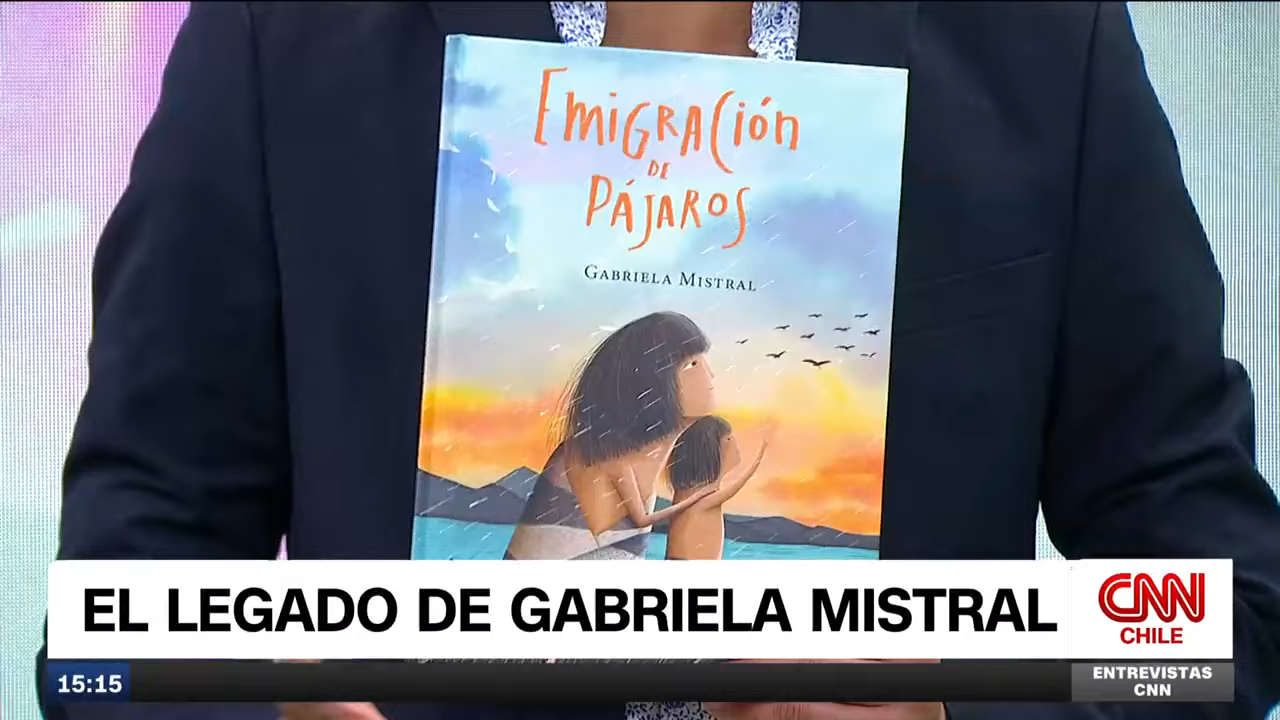 EMIGRACIÓN
DE
PÁJAROS
GABRIELA MISTRAL
EL LEGADO DE GABRIELA MISTRAL
CNN
CHILE
15:15
ENTREVISTAS
CNN